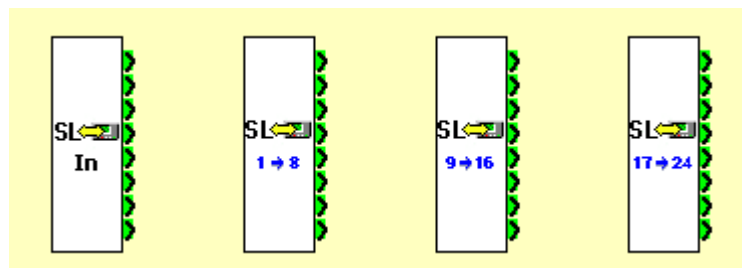 SL
In
SL
1 → 8
SL
9 → 16
SL
17 → 24